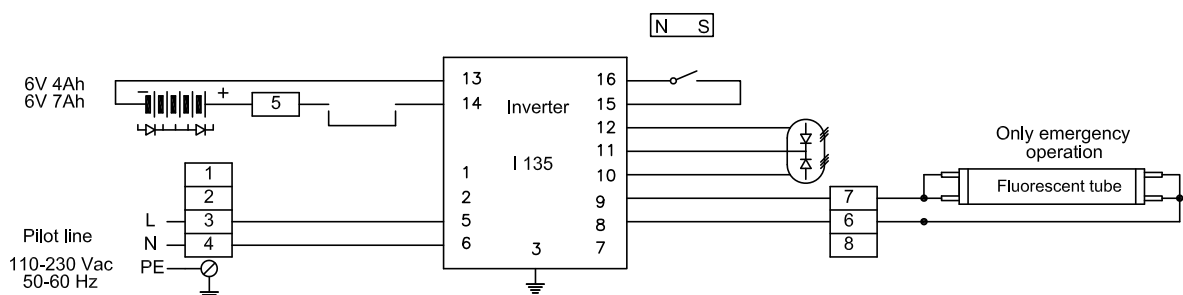 N S
6V 4Ah
6V 7Ah
- +
5
13
14
Inverter
I 135
1
2
5
6
3
16
15
12
11
10
9
8
7
1
2
3
4
L
N
PE
Pilot line
110-230 Vac
50-60 Hz
7
6
8
Only emergency
operation
Fluorescent tube